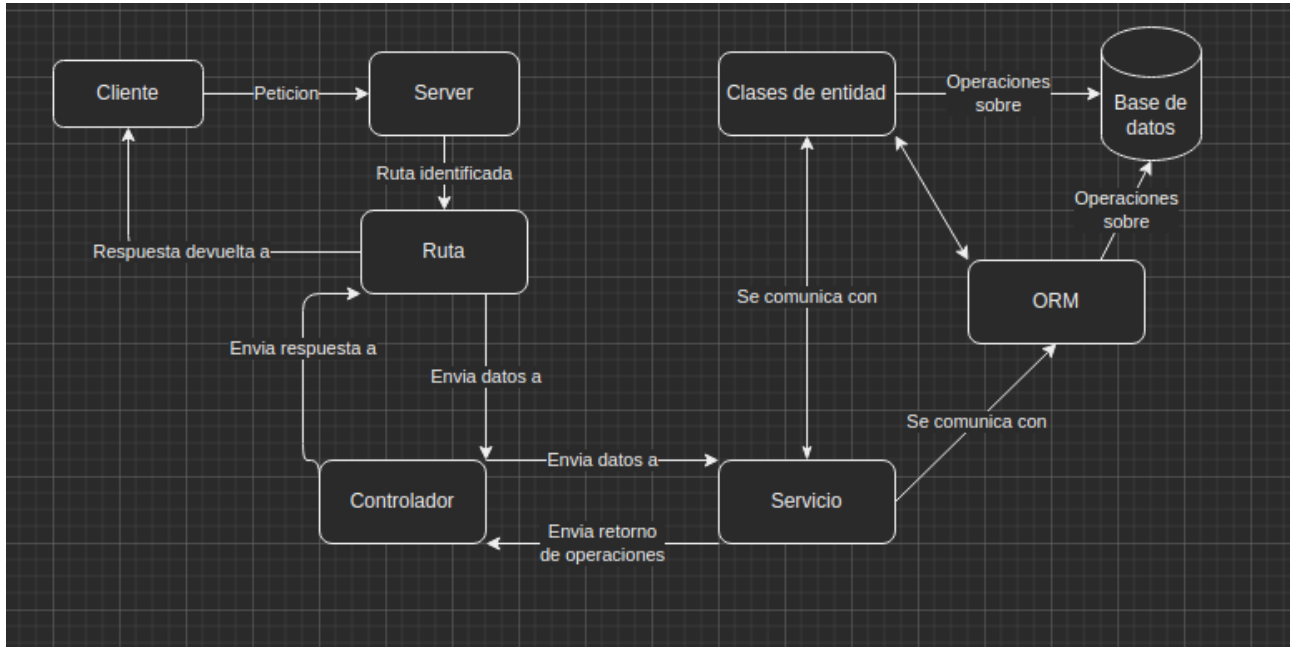 Cliente
Peticion
Server
Clases de entidad
Operaciones
sobre
Base de
datos
Ruta identificada
Operaciones
sobre
Respuesta devuelta a
Ruta
Se comunica con
ORM
Envia respuesta a
Envia datos a
Se comunica con
Envia datos a
Controlador
Servicio
Envia retorno
de operaciones